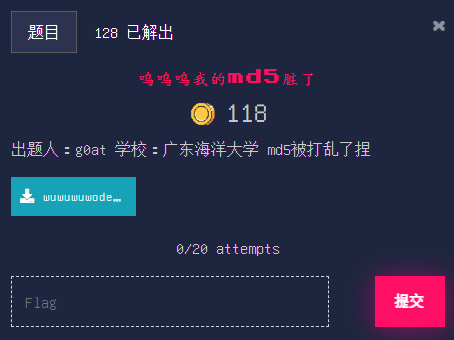 题目 128 已解出
呜呜呜我的md5脏了
118
出题人：g0at 学校：广东海洋大学 md5被打乱了捏
wuwuwuwode…
0/20 attempts
Flag 提交